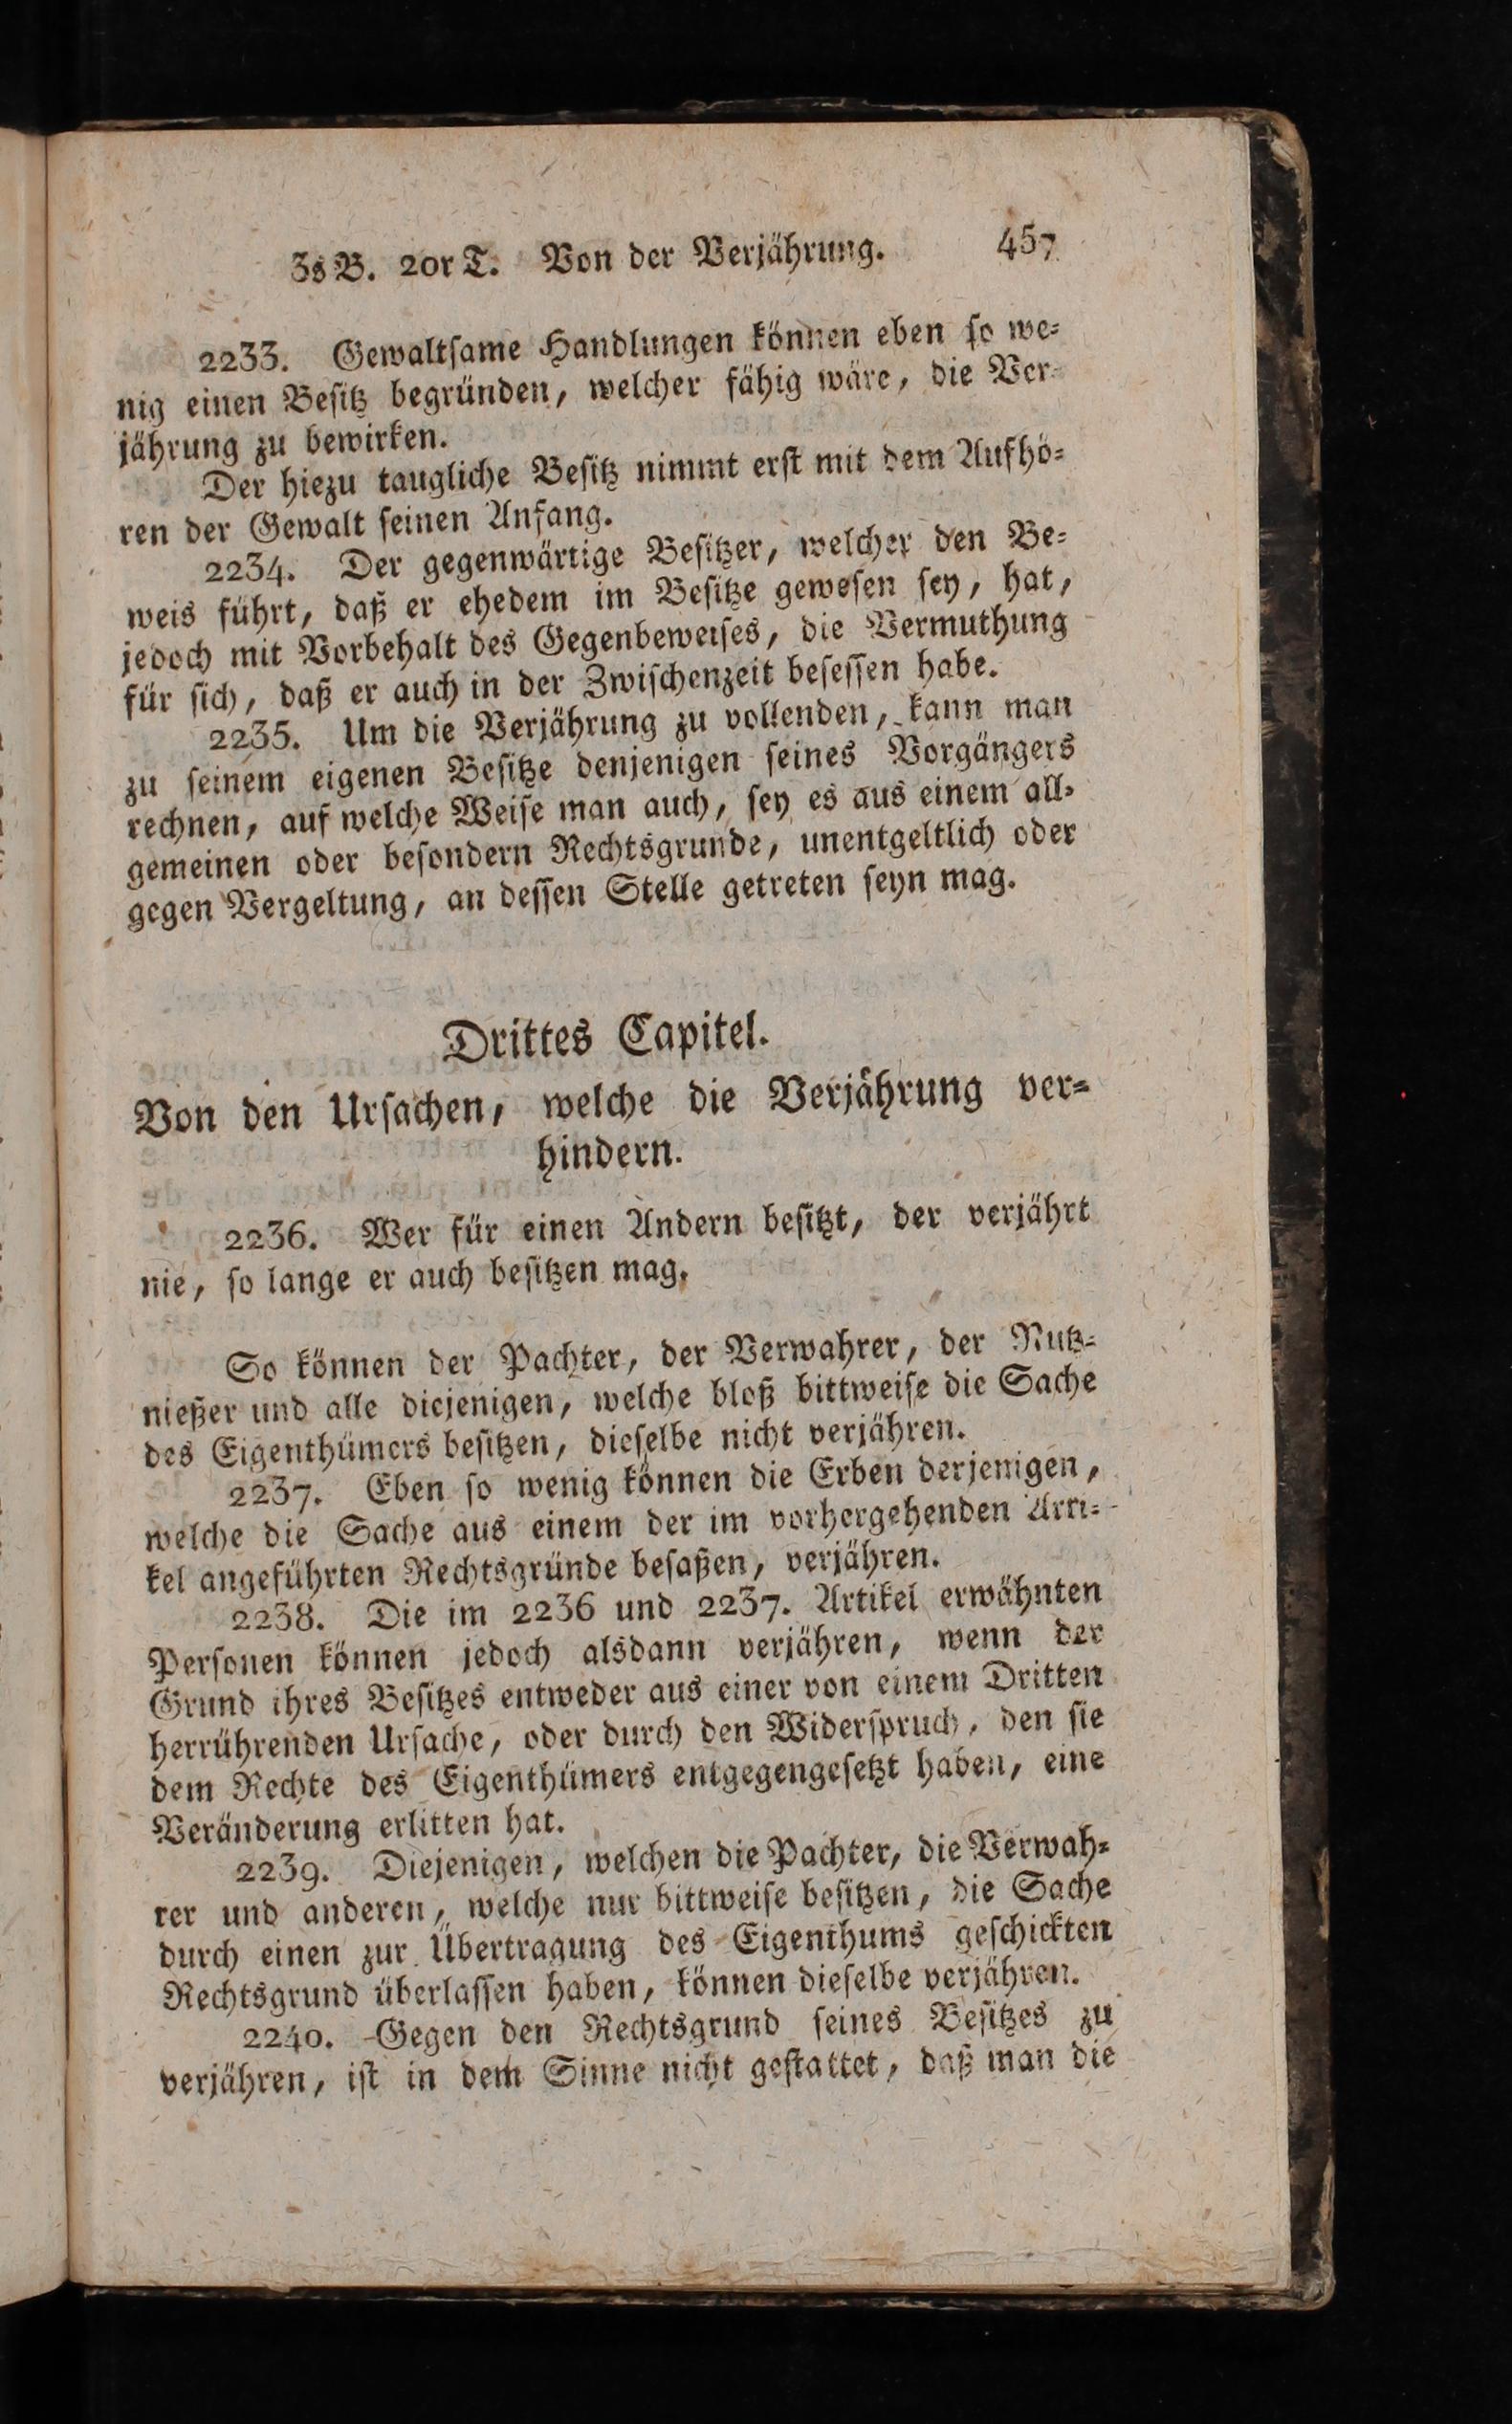 3s B. 20r T. Von der Verjährung. 457
2233. Gewaltsame Handlungen können eben so we-
nig einen Besitz begründen, welcher fähig wäre, die Ver-
jährung zu bewirken.
Der hiezu taugliche Besitz nimmt erst mit dem Aufhö-
ren der Gewalt seinen Anfang.
2234. Der gegenwärtige Besitzer, welcher den Be-
weis führt, daß er ehedem im Besitze gewesen sey, hat,
jedoch mit Vorbehalt des Gegenbeweises, die Vermuthung
für sich, daß er auch in der Zwischenzeit besessen habe.
2235. Um die Verjährung zu vollenden, kann man
zu seinem eigenen Besitze denjenigen seines Vorgängers
rechnen, auf welche Weise man auch, sey es aus einem all-
gemeinen oder besondern Rechtsgrunde, unentgeltlich oder
gegen Vergeltung, an dessen Stelle getreten seyn mag.
Drittes Capitel.
Von den Ursachen, welche die Verjährung ver-
hindern.
2236. Wer für einen Andern besitzt, der verjährt
nie, so lange er auch besitzen mag.
So können der Pachter, der Verwahrer, der Nutz-
nießer und alle diejenigen, welche bloß bittweise die Sache
des Eigenthümers besitzen, dieselbe nicht verjähren.
2237. Eben so wenig können die Erben derjenigen,
welche die Sache aus einem der im vorhergehenden Arti-
kel angeführten Rechtsgründe besaßen, verjähren.
2238. Die im 2236 und 2237. Artikel erwähnten
Personen können jedoch alsdann verjähren, wenn der
Grund ihres Besitzes entweder aus einer von einem Dritten
herrührenden Ursache, oder durch den Widerspruch, den sie
dem Rechte des Eigenthümers entgegengesetzt haben, eine
Veränderung erlitten hat.
2239. Diejenigen, welchen die Pachter, die Verwah-
rer und anderen, welche nur bittweise besitzen, die Sache
durch einen zur Übertragung des Eigenthums geschickten
Rechtsgrund überlassen haben, können dieselbe verjähren.
2240. Gegen den Rechtsgrund seines Besitzes zu
verjähren, ist in dem Sinne nicht gestattet, daß man die